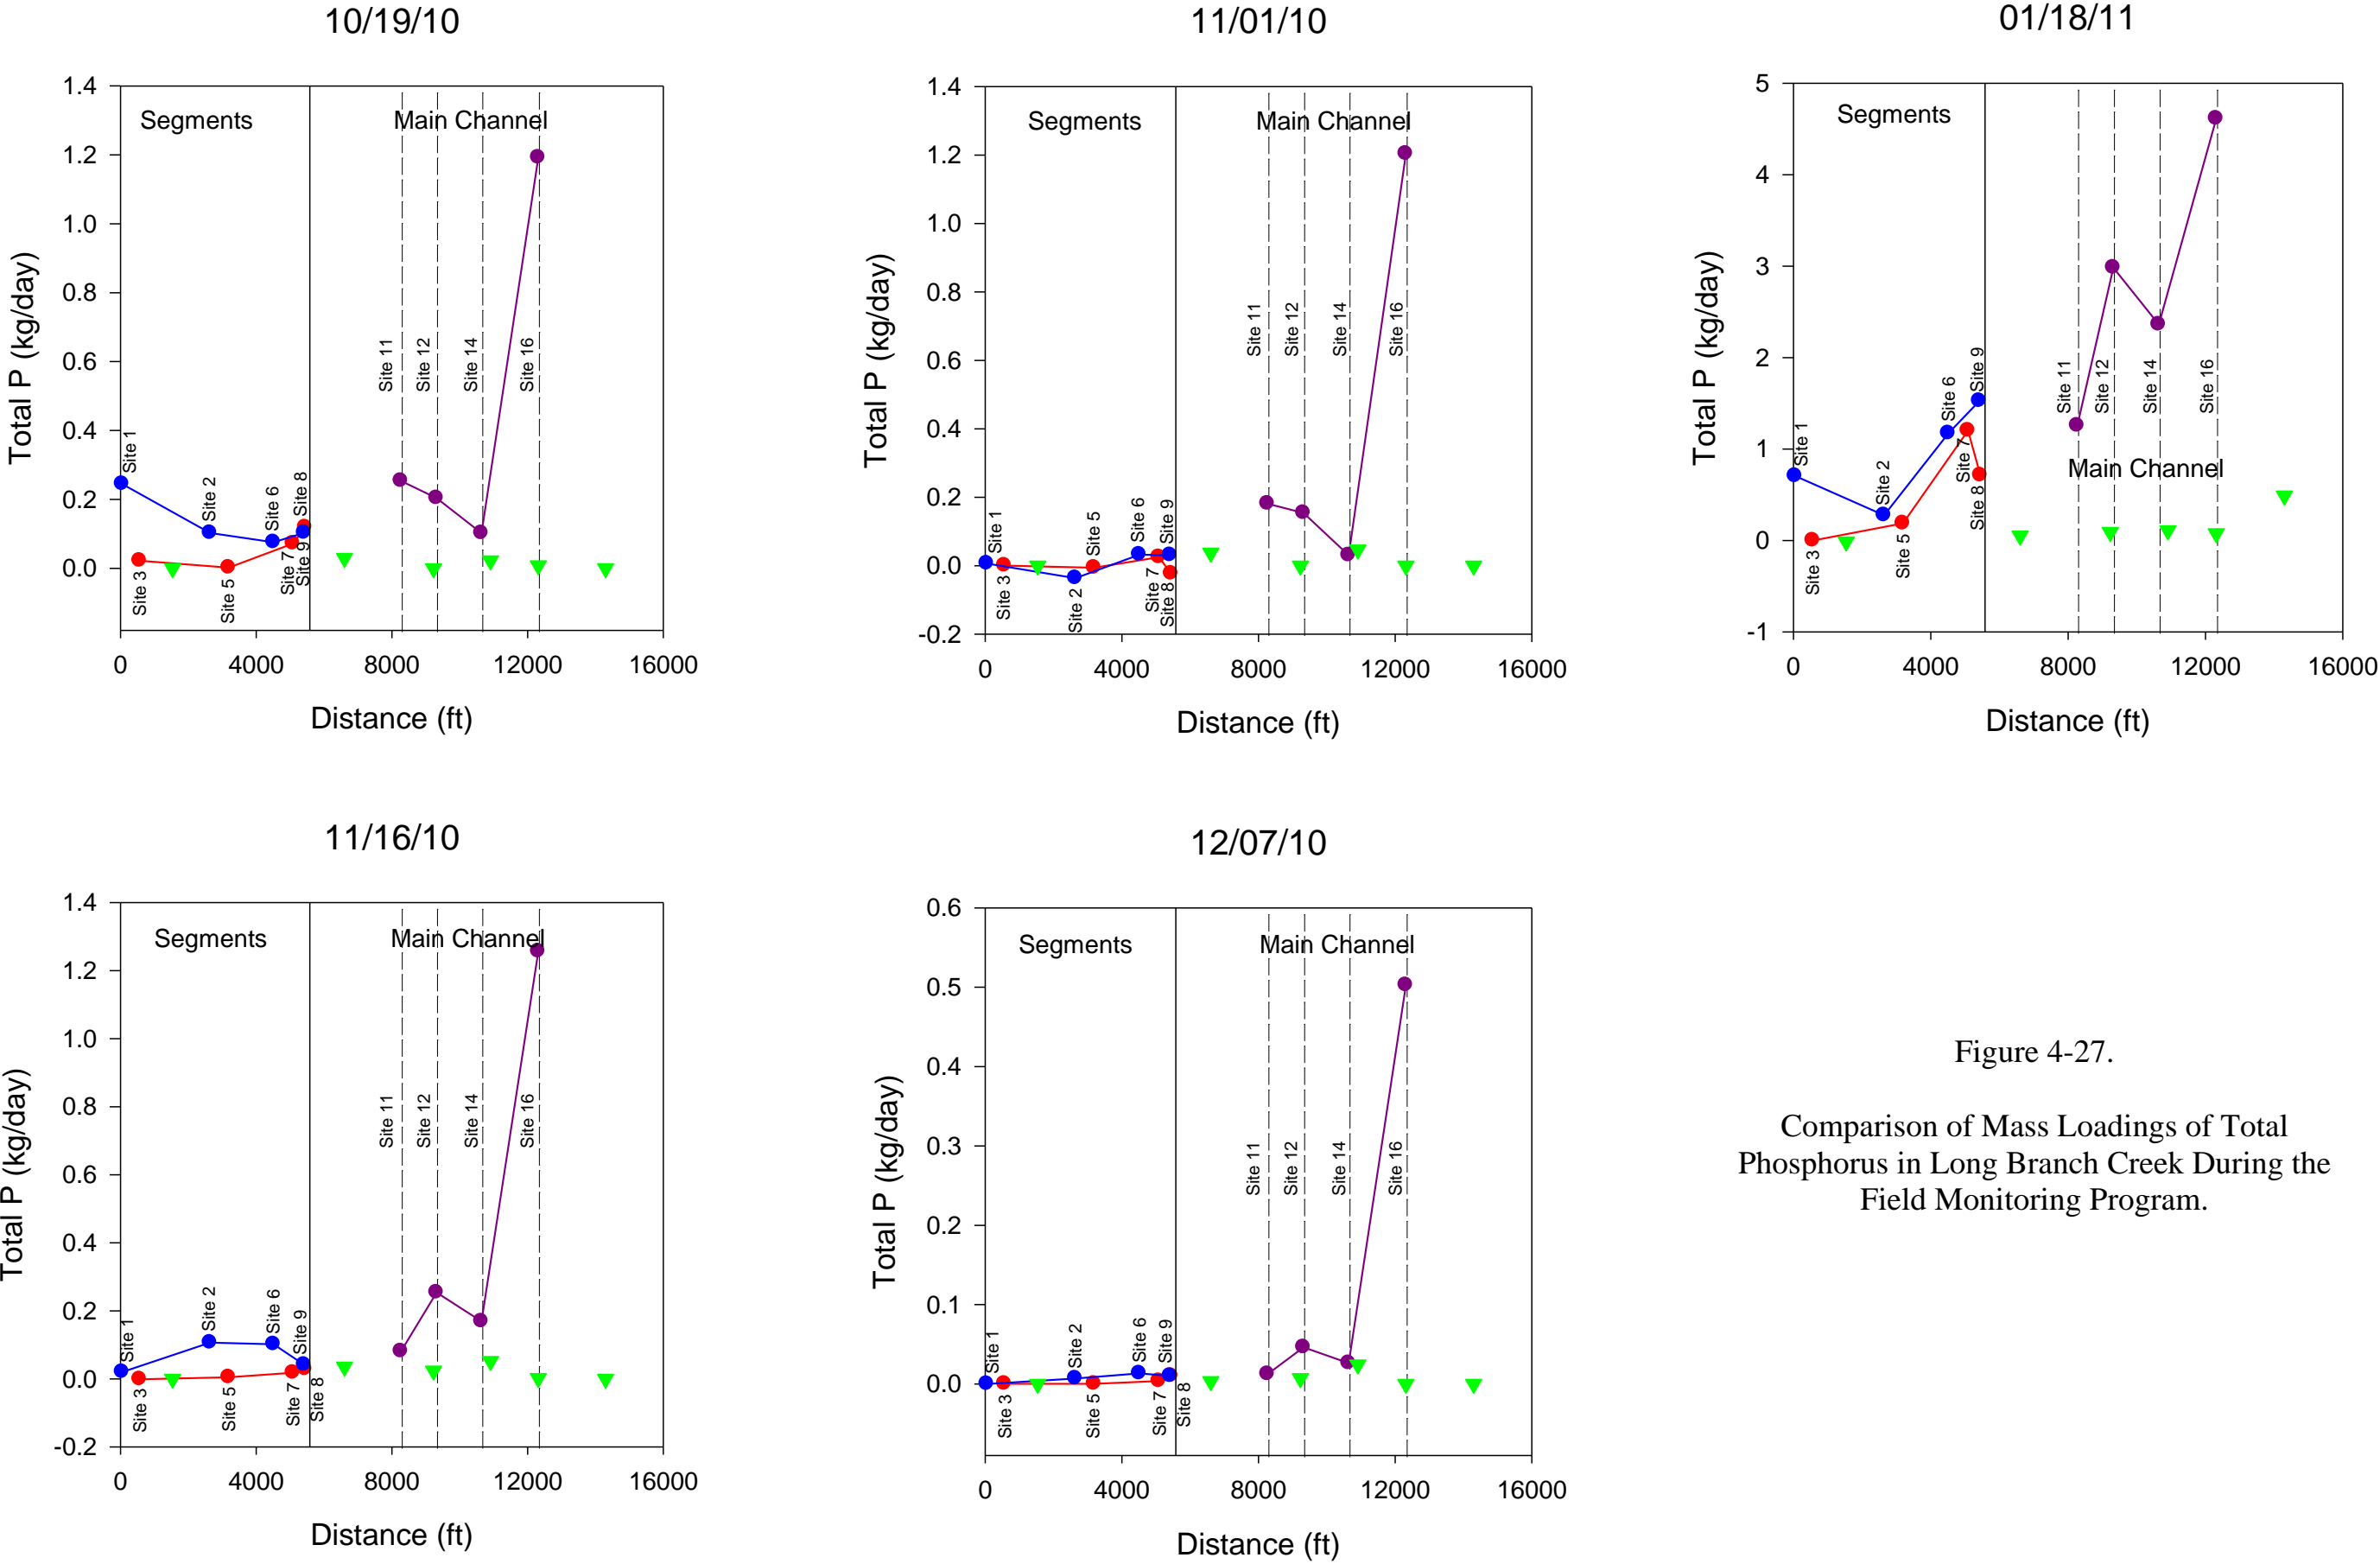 10/19/10
1.4
1.2
1.0
0.8
0.6
0.4
0.2
0.0
Total P (kg/day)
Segments
Main Channel
Site 1
Site 2
Site 6
Site 8
Site 3
Site 5
Site 7
Site 9
Site 11
Site 12
Site 14
Site 16
0
4000
8000
12000
16000
Distance (ft)
11/01/10
1.4
1.2
1.0
0.8
0.6
0.4
0.2
0.0
-0.2
Total P (kg/day)
Segments
Main Channel
Site 1
Site 5
Site 6
Site 9
Site 3
Site 2
Site 7
Site 8
Site 11
Site 12
Site 14
Site 16
0
4000
8000
12000
16000
Distance (ft)
01/18/11
5
4
3
2
1
0
-1
Total P (kg/day)
Segments
Site 1
Site 2
Site 6
Site 9
Site 3
Site 5
Site 7
Site 8
Site 11
Site 12
Site 14
Site 16
Main Channel
0
4000
8000
12000
16000
Distance (ft)
11/16/10
1.4
1.2
1.0
0.8
0.6
0.4
0.2
0.0
-0.2
Total P (kg/day)
Segments
Main Channel
Site 1
Site 2
Site 6
Site 9
Site 3
Site 5
Site 7
Site 8
Site 11
Site 12
Site 14
Site 16
0
4000
8000
12000
16000
Distance (ft)
12/07/10
0.6
0.5
0.4
0.3
0.2
0.1
0.0
Total P (kg/day)
Segments
Main Channel
Site 1
Site 2
Site 6
Site 9
Site 3
Site 5
Site 7
Site 8
Site 11
Site 12
Site 14
Site 16
0
4000
8000
12000
16000
Distance (ft)
Figure 4-27.
Comparison of Mass Loadings of Total
Phosphorus in Long Branch Creek During the
Field Monitoring Program.